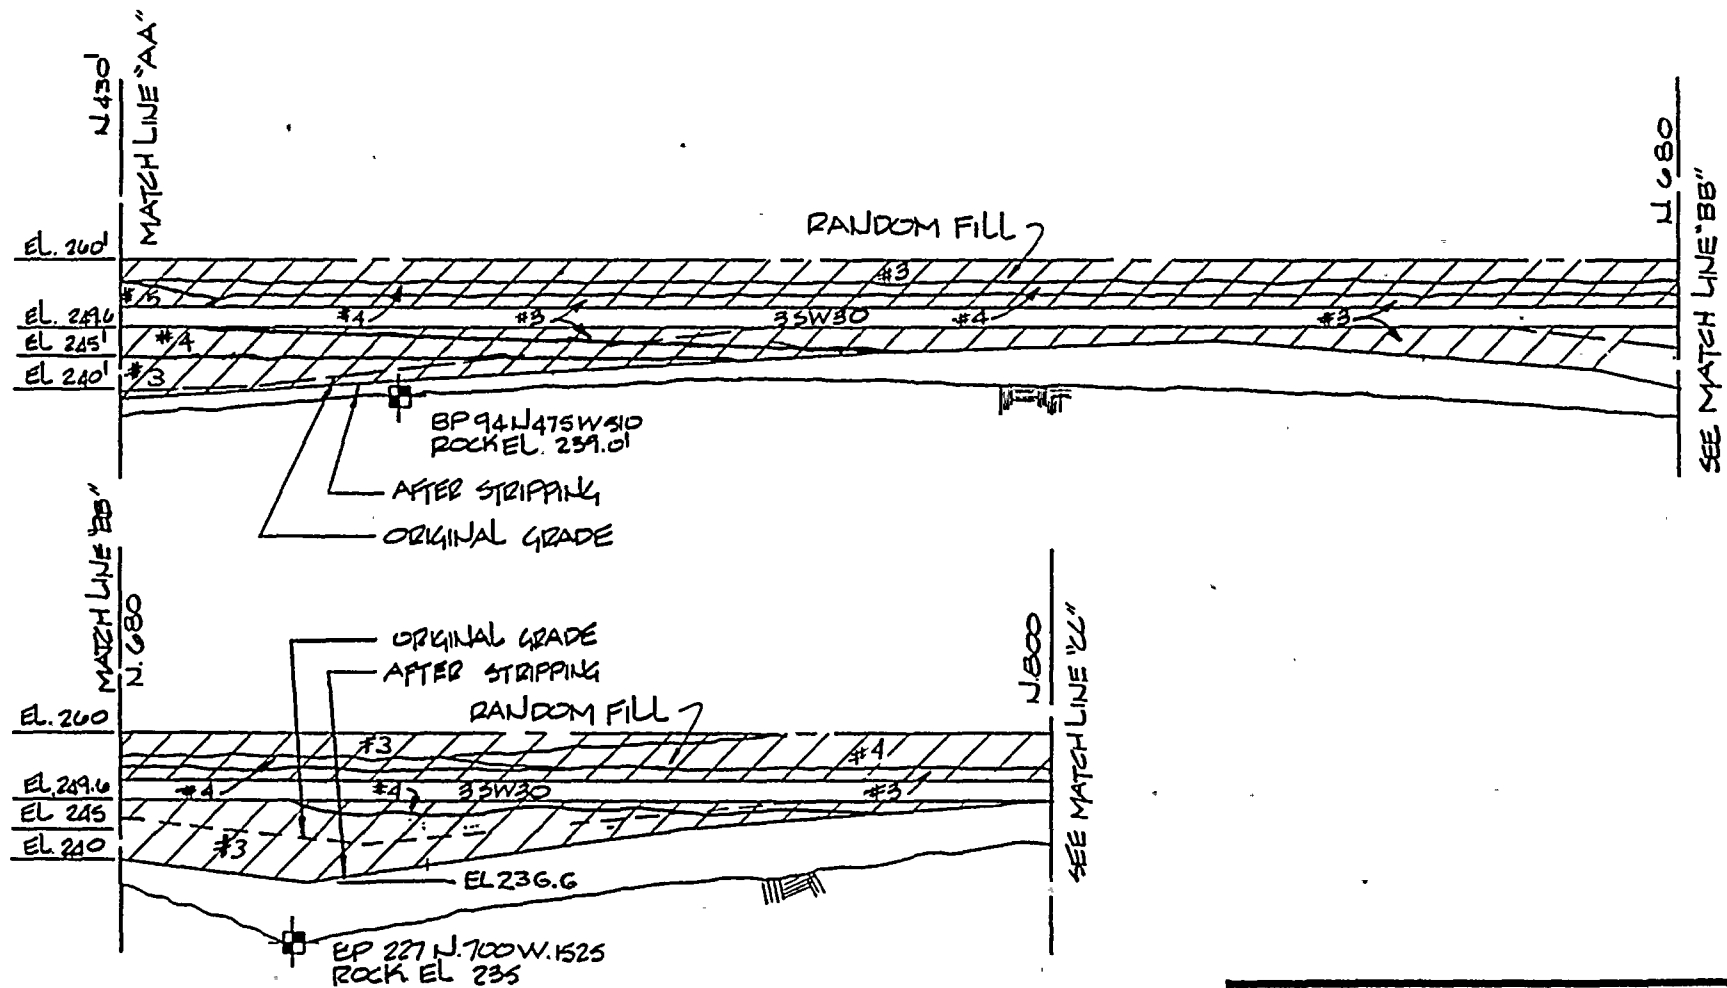 N 430'
MATCH LINE "AA"
N 680
SEE MATCH LINE "BB"
RANDOM FILL
EL. 260'
#3
#5
EL. 249.6
#4
#3
33W30
#4
#3
EL 245'
#4
EL 240'
#3
BP 94 N475 W510
ROCK EL. 239.0'
AFTER STRIPPING
ORIGINAL GRADE
MATCH LINE "BB"
N. 680
ORIGINAL GRADE
AFTER STRIPPING
N.800
SEE MATCH LINE "CC"
RANDOM FILL
EL. 260
#3
#4
EL. 249.6
#4
#4
33W30
#3
EL 245
EL. 240
#3
EL 236.6
EP 227 N.700 W.1525
ROCK EL 235